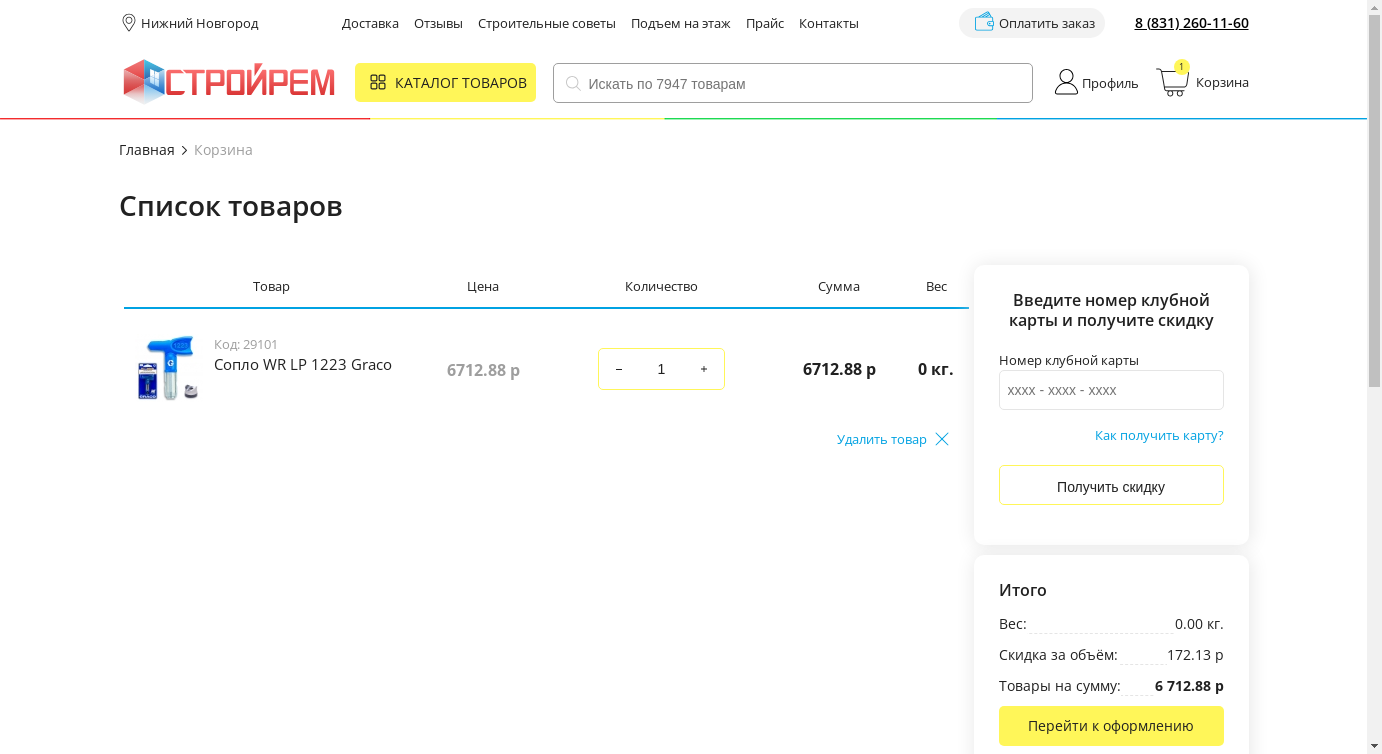 Нижний Новгород Доставка Отзывы Строительные советы Подъем на этаж Прайс Контакты Оплатить заказ 8 (831) 260-11-60
СТРОЙРЕМ КАТАЛОГ ТОВАРОВ Искать по 7947 товарам Профиль 1 Корзина
Главная Корзина
Список товаров
Товар Цена Количество Сумма Вес
Код: 29101
Сопло WR LP 1223 Graco
6712.88 р − 1 + 6712.88 р 0 кг.
Удалить товар
Введите номер клубной
карты и получите скидку
Номер клубной карты
xxxx - xxxx - xxxx
Как получить карту?
Получить скидку
Итого
Вес: 0.00 кг.
Скидка за объём: 172.13 р
Товары на сумму: 6 712.88 р
Перейти к оформлению